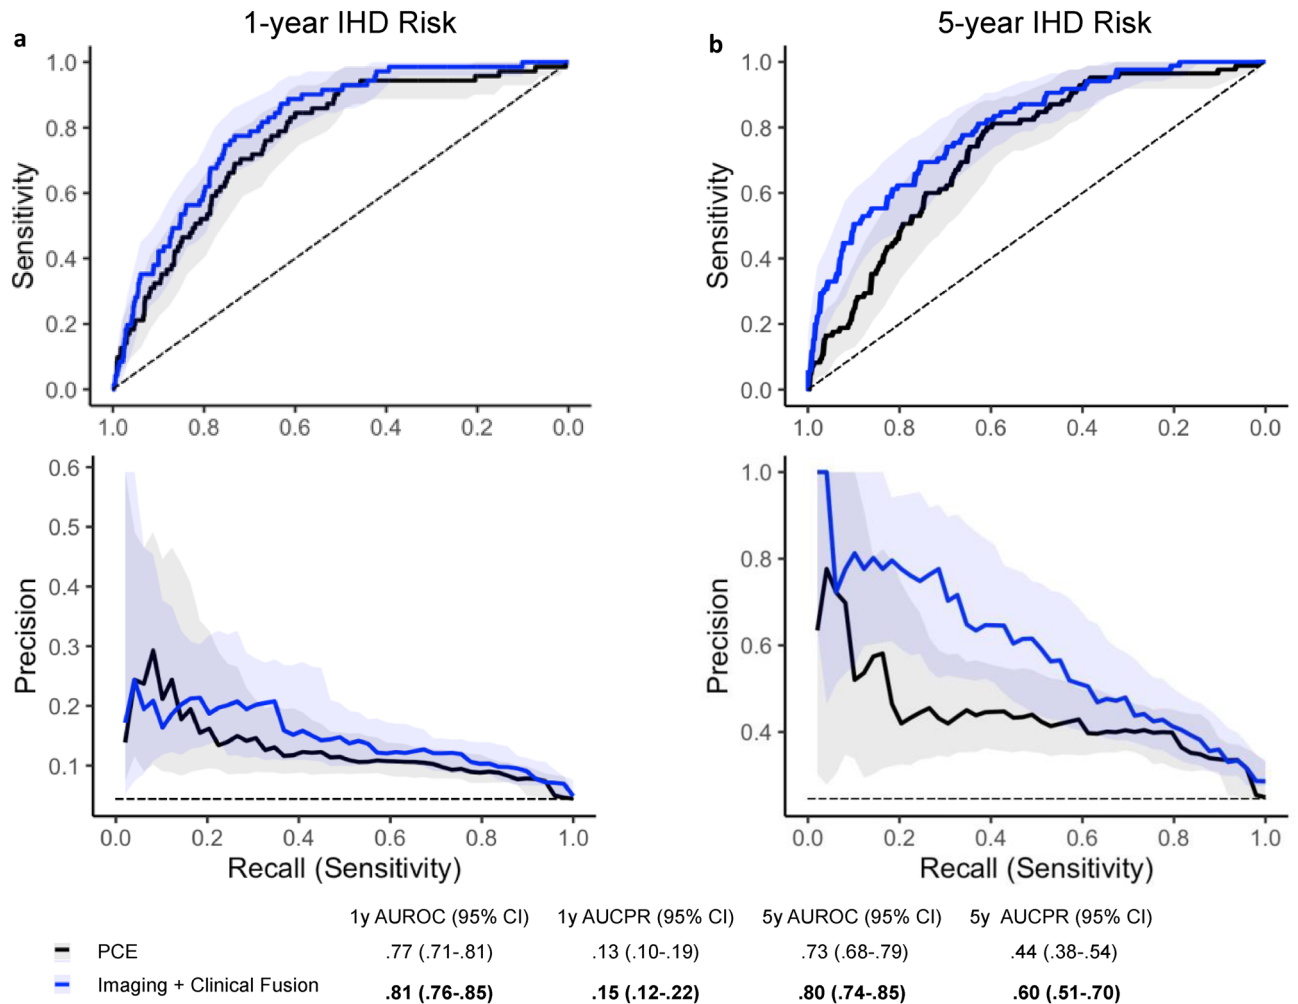 1-year IHD Risk
5-year IHD Risk
a
b
1.0
0.8
0.6
0.4
0.2
0.0
Sensitivity
1.0 0.8 0.6 0.4 0.2 0.0
1.0
0.8
0.6
0.4
0.2
0.0
Sensitivity
1.0 0.8 0.6 0.4 0.2 0.0
0.6
0.5
0.4
0.3
0.2
0.1
Precision
0.0 0.2 0.4 0.6 0.8 1.0
Recall (Sensitivity)
1.0
0.8
0.6
0.4
Precision
0.0 0.2 0.4 0.6 0.8 1.0
Recall (Sensitivity)
1y AUROC (95% CI) 1y AUCPR (95% CI) 5y AUROC (95% CI) 5y AUCPR (95% CI)
PCE .77 (.71-.81) .13 (.10-.19) .73 (.68-.79) .44 (.38-.54)
Imaging + Clinical Fusion .81 (.76-.85) .15 (.12-.22) .80 (.74-.85) .60 (.51-.70)